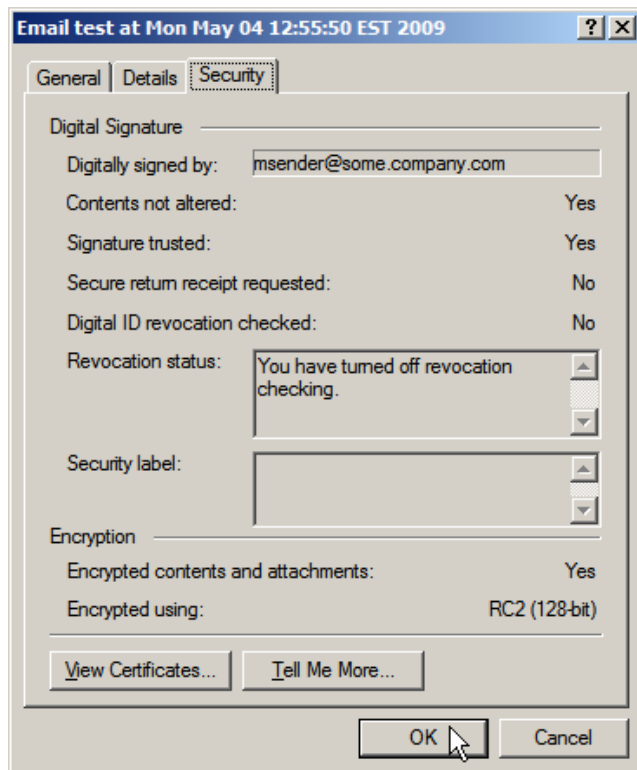 Email test at Mon May 04 12:55:50 EST 2009
General Details Security
Digital Signature
Digitally signed by: msender@some.company.com
Contents not altered: Yes
Signature trusted: Yes
Secure return receipt requested: No
Digital ID revocation checked: No
Revocation status: You have turned off revocation
checking.
Security label:
Encryption
Encrypted contents and attachments: Yes
Encrypted using: RC2 (128-bit)
View Certificates... Tell Me More...
OK Cancel